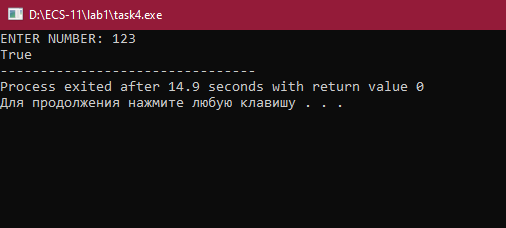 D:\ECS-11\lab1\task4.exe
ENTER NUMBER: 123
True
--------------------------------
Process exited after 14.9 seconds with return value 0
Для продолжения нажмите любую клавишу . . .